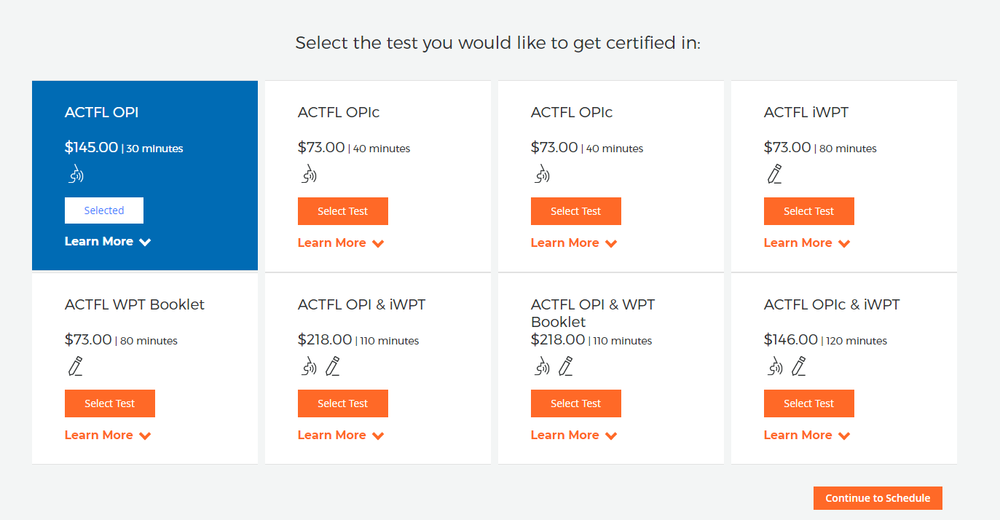 Select the test you would like to get certified in:
ACTFL OPI
$145.00 | 30 minutes
Selected
Learn More
ACTFL OPIc
$73.00 | 40 minutes
Select Test
Learn More
ACTFL OPIc
$73.00 | 40 minutes
Select Test
Learn More
ACTFL iWPT
$73.00 | 80 minutes
Select Test
Learn More
ACTFL WPT Booklet
$73.00 | 80 minutes
Select Test
Learn More
ACTFL OPI & iWPT
$218.00 | 110 minutes
Select Test
Learn More
ACTFL OPI & WPT
Booklet
$218.00 | 110 minutes
Select Test
Learn More
ACTFL OPIc & iWPT
$146.00 | 120 minutes
Select Test
Learn More
Continue to Schedule